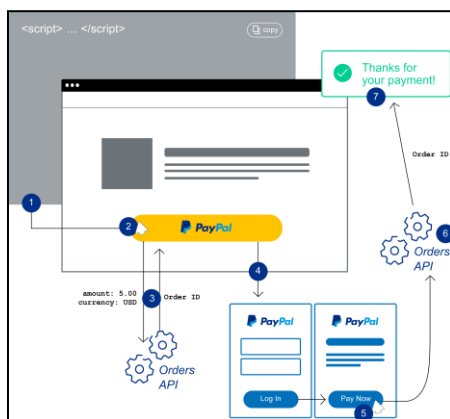 <script> ... </script>
copy
Thanks for
your payment!
7
Order ID
1
2
PayPal
6
Orders
API
4
amount: 5.00
currency: USD
3
Order ID
Orders
API
PayPal
Log In
PayPal
Pay Now
5